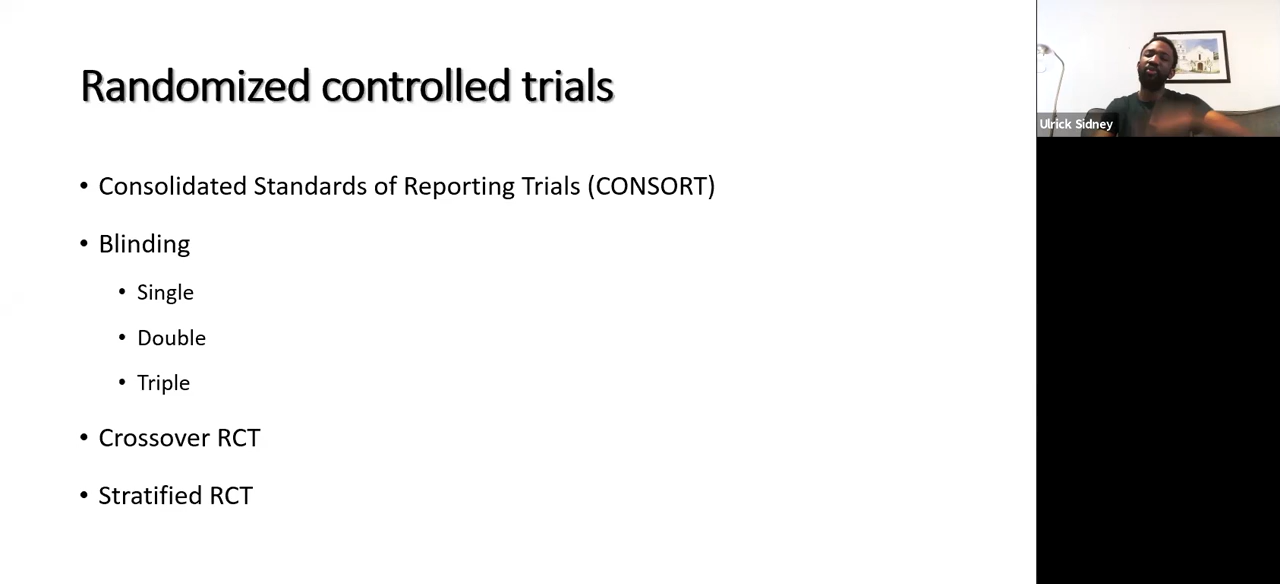 Randomized controlled trials
• Consolidated Standards of Reporting Trials (CONSORT)
• Blinding
• Single
• Double
• Triple
• Crossover RCT
• Stratified RCT
Ulrick Sidney